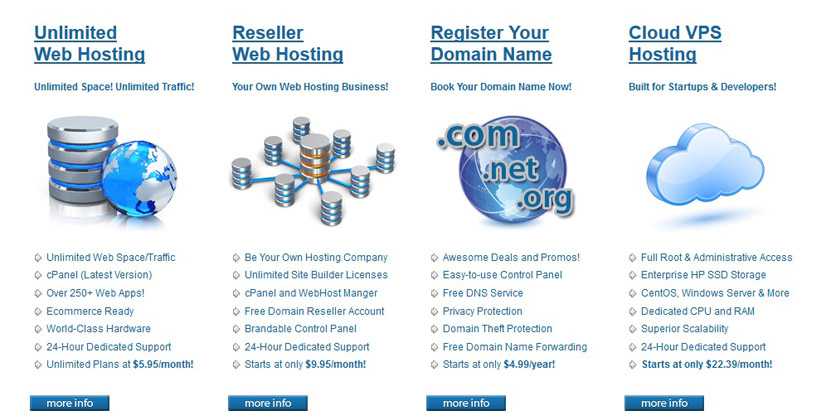 Unlimited
Web Hosting
Unlimited Space! Unlimited Traffic!
Unlimited Web Space/Traffic
cPanel (Latest Version)
Over 250+ Web Apps!
Ecommerce Ready
World-Class Hardware
24-Hour Dedicated Support
Unlimited Plans at $5.95/month!
more info
Reseller
Web Hosting
Your Own Web Hosting Business!
Be Your Own Hosting Company
Unlimited Site Builder Licenses
cPanel and WebHost Manger
Free Domain Reseller Account
Brandable Control Panel
24-Hour Dedicated Support
Starts at only $9.95/month!
more info
Register Your
Domain Name
Book Your Domain Name Now!
.com
.net
.org
Awesome Deals and Promos!
Easy-to-use Control Panel
Free DNS Service
Privacy Protection
Domain Theft Protection
Free Domain Name Forwarding
Starts at only $4.99/year!
more info
Cloud VPS
Hosting
Built for Startups & Developers!
Full Root & Administrative Access
Enterprise HP SSD Storage
CentOS, Windows Server & More
Dedicated CPU and RAM
Superior Scalability
24-Hour Dedicated Support
Starts at only $22.39/month!
more info